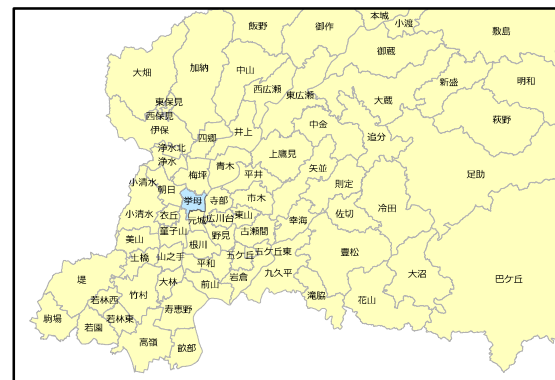 本城
小渡
飯野
御作
敷島
御蔵
大畑
加納
中山
西広瀬
東広瀬
新盛
明和
大蔵
萩野
東保見
西保見
伊保
四郷
井上
中金
追分
浄水北
浄水
青木
上鷹見
矢並
足助
梅坪
平井
小清水
朝日
則定
挙母
寺部
市木
冷田
小清水
衣丘
元城
広川台
東山
幸海
佐切
童子山
野見
古瀬間
美山
根川
五ケ丘
五ケ丘東
豊松
土橋
山之手
平和
大沼
巴ケ丘
堤
大林
前山
岩倉
九久平
若林西
竹村
滝脇
花山
駒場
若園
若林東
寿恵野
高嶺
畝部